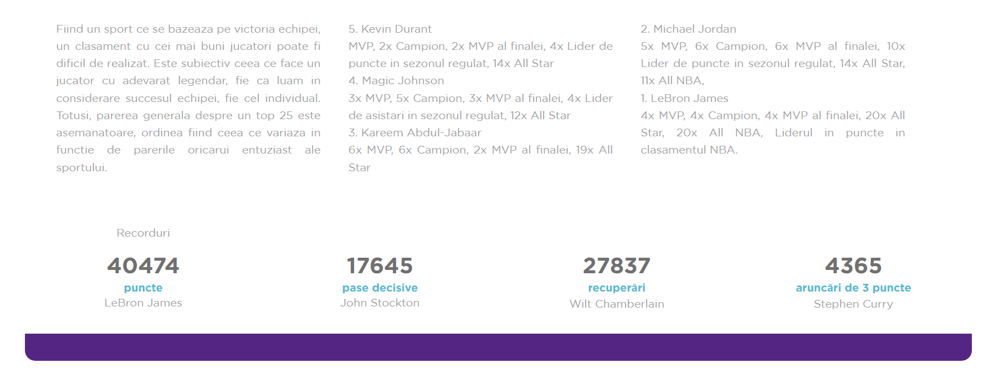 Fiind un sport ce se bazeaza pe victoria echipei,
un clasament cu cei mai buni jucatori poate fi
dificil de realizat. Este subiectiv ceea ce face un
jucator cu adevarat legendar, fie ca luam in
considerare succesul echipei, fie cel individual.
Totusi, parerea generala despre un top 25 este
asemanatoare, ordinea fiind ceea ce variaza in
functie de parerile oricarui entuziast ale
sportului.
5. Kevin Durant
MVP, 2x Campion, 2x MVP al finalei, 4x Lider de
puncte in sezonul regulat, 14x All Star
4. Magic Johnson
3x MVP, 5x Campion, 3x MVP al finalei, 4x Lider
de asistari in sezonul regulat, 12x All Star
3. Kareem Abdul-Jabaar
6x MVP, 6x Campion, 2x MVP al finalei, 19x All
Star
2. Michael Jordan
5x MVP, 6x Campion, 6x MVP al finalei, 10x
Lider de puncte in sezonul regulat, 14x All Star,
11x All NBA,
1. LeBron James
4x MVP, 4x Campion, 4x MVP al finalei, 20x All
Star, 20x All NBA, Liderul in puncte in
clasamentul NBA.
Recorduri
40474
puncte
LeBron James
17645
pase decisive
John Stockton
27837
recuperări
Wilt Chamberlain
4365
aruncări de 3 puncte
Stephen Curry